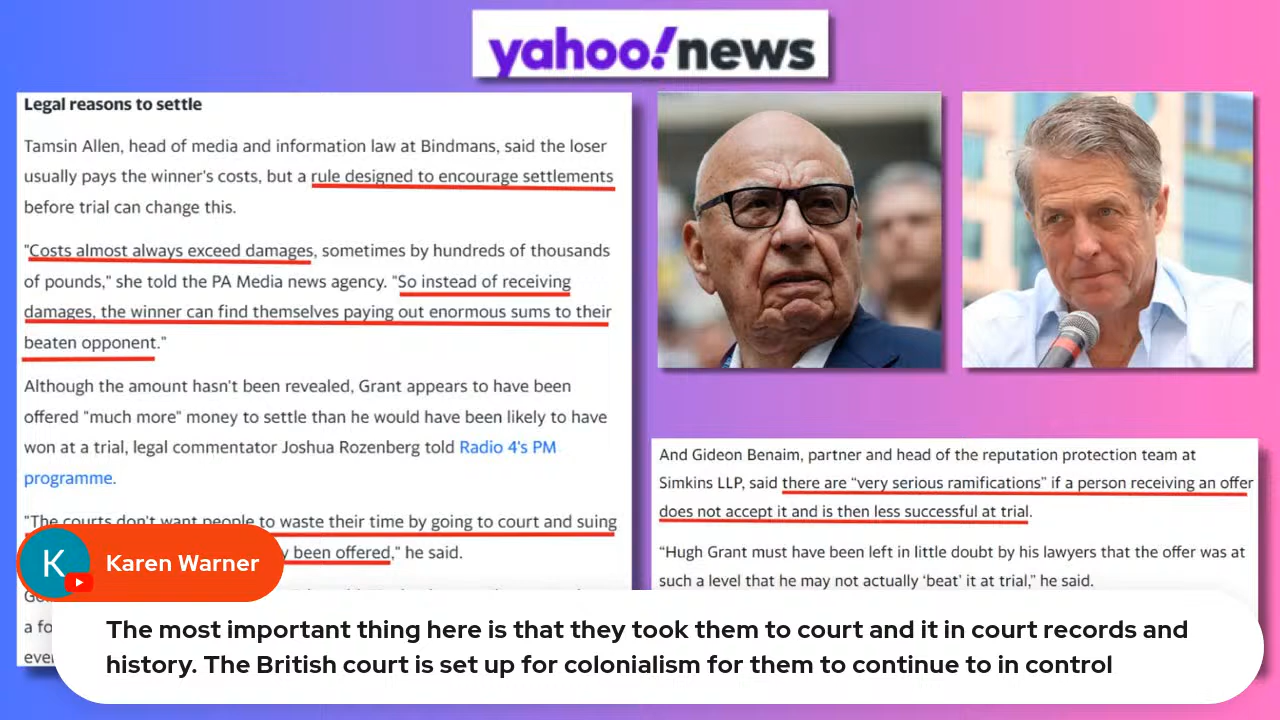 yahoo!news
Legal reasons to settle
Tamsin Allen, head of media and information law at Bindmans, said the loser
usually pays the winner's costs, but a rule designed to encourage settlements
before trial can change this.
"Costs almost always exceed damages, sometimes by hundreds of thousands
of pounds," she told the PA Media news agency. "So instead of receiving
damages, the winner can find themselves paying out enormous sums to their
beaten opponent."
Although the amount hasn't been revealed, Grant appears to have been
offered "much more" money to settle than he would have been likely to have
won at a trial, legal commentator Joshua Rozenberg told Radio 4's PM
programme.
"The courts don't want people to waste their time by going to court and suing
been offered," he said.
a
And Gideon Benaim, partner and head of the reputation protection team at
Simkins LLP, said there are "very serious ramifications" if a person receiving an offer
does not accept it and is then less successful at trial.
"Hugh Grant must have been left in little doubt by his lawyers that the offer was at
such a level that he may not actually 'beat' it at trial," he said.
K
Karen Warner
The most important thing here is that they took them to court and it in court records and
history. The British court is set up for colonialism for them to continue to in control